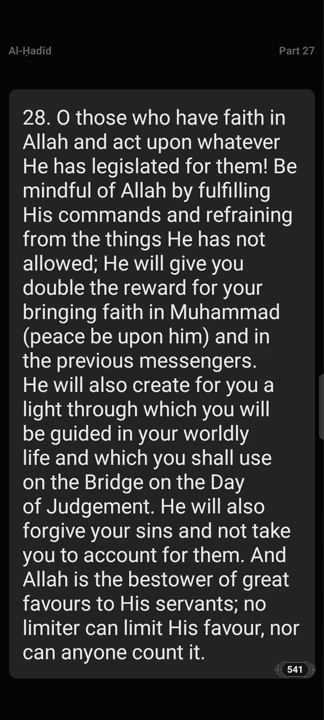 Al-Ḥadīd
Part 27
28. O those who have faith in
Allah and act upon whatever
He has legislated for them! Be
mindful of Allah by fulfilling
His commands and refraining
from the things He has not
allowed; He will give you
double the reward for your
bringing faith in Muhammad
(peace be upon him) and in
the previous messengers.
He will also create for you a
light through which you will
be guided in your worldly
life and which you shall use
on the Bridge on the Day
of Judgement. He will also
forgive your sins and not take
you to account for them. And
Allah is the bestower of great
favours to His servants; no
limiter can limit His favour, nor
can anyone count it.
541